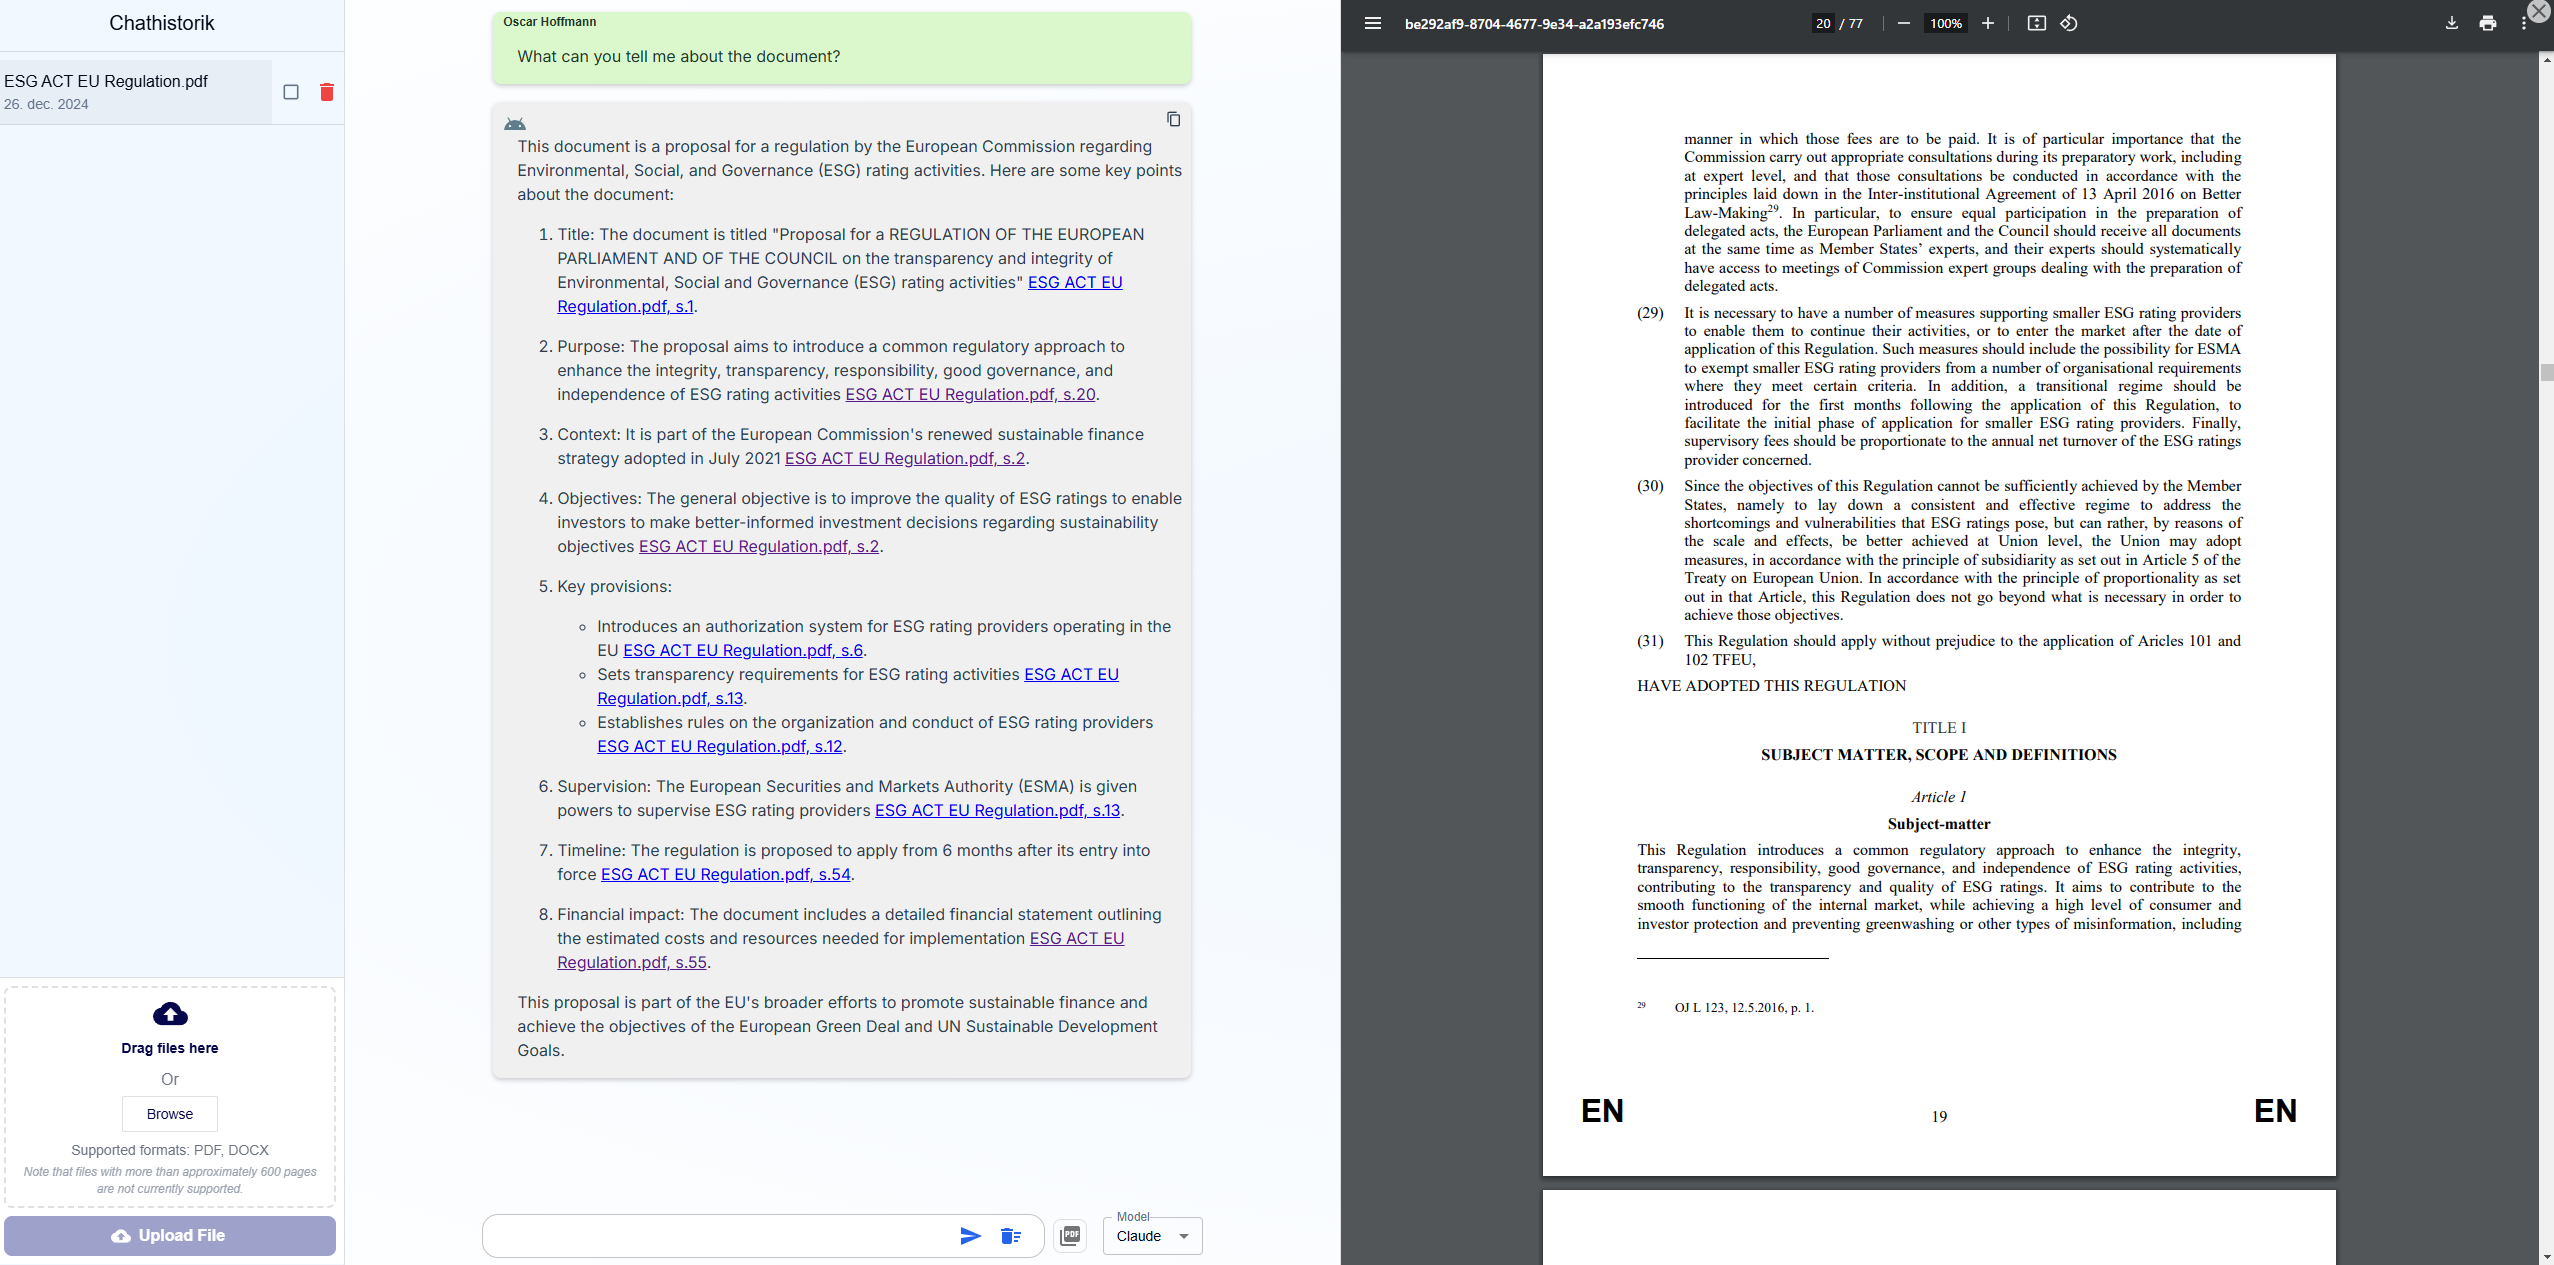 Chathistorik
ESG ACT EU Regulation.pdf
26. dec. 2024
Drag files here
Or
Browse
Supported formats: PDF, DOCX
Note that files with more than approximately 600 pages
are not currently supported.
Upload File
Oscar Hoffmann
What can you tell me about the document?
This document is a proposal for a regulation by the European Commission regarding
Environmental, Social, and Governance (ESG) rating activities. Here are some key points
about the document:
1. Title: The document is titled "Proposal for a REGULATION OF THE EUROPEAN
PARLIAMENT AND OF THE COUNCIL on the transparency and integrity of
Environmental, Social and Governance (ESG) rating activities" ESG ACT EU
Regulation.pdf, s.1.
2. Purpose: The proposal aims to introduce a common regulatory approach to
enhance the integrity, transparency, responsibility, good governance, and
independence of ESG rating activities ESG ACT EU Regulation.pdf, s.20.
3. Context: It is part of the European Commission's renewed sustainable finance
strategy adopted in July 2021 ESG ACT EU Regulation.pdf, s.2.
4. Objectives: The general objective is to improve the quality of ESG ratings to enable
investors to make better-informed investment decisions regarding sustainability
objectives ESG ACT EU Regulation.pdf, s.2.
5. Key provisions:
◦ Introduces an authorization system for ESG rating providers operating in the
EU ESG ACT EU Regulation.pdf, s.6.
◦ Sets transparency requirements for ESG rating activities ESG ACT EU
Regulation.pdf, s.13.
◦ Establishes rules on the organization and conduct of ESG rating providers
ESG ACT EU Regulation.pdf, s.12.
6. Supervision: The European Securities and Markets Authority (ESMA) is given
powers to supervise ESG rating providers ESG ACT EU Regulation.pdf, s.13.
7. Timeline: The regulation is proposed to apply from 6 months after its entry into
force ESG ACT EU Regulation.pdf, s.54.
8. Financial impact: The document includes a detailed financial statement outlining
the estimated costs and resources needed for implementation ESG ACT EU
Regulation.pdf, s.55.
This proposal is part of the EU's broader efforts to promote sustainable finance and
achieve the objectives of the European Green Deal and UN Sustainable Development
Goals.
PDF
Model
Claude
be292af9-8704-4677-9e34-a2a193efc746
20 / 77
100%
manner in which those fees are to be paid. It is of particular importance that the
Commission carry out appropriate consultations during its preparatory work, including
at expert level, and that those consultations be conducted in accordance with the
principles laid down in the Inter-institutional Agreement of 13 April 2016 on Better
Law-Making29. In particular, to ensure equal participation in the preparation of
delegated acts, the European Parliament and the Council should receive all documents
at the same time as Member States’ experts, and their experts should systematically
have access to meetings of Commission expert groups dealing with the preparation of
delegated acts.
(29) It is necessary to have a number of measures supporting smaller ESG rating providers
to enable them to continue their activities, or to enter the market after the date of
application of this Regulation. Such measures should include the possibility for ESMA
to exempt smaller ESG rating providers from a number of organisational requirements
where they meet certain criteria. In addition, a transitional regime should be
introduced for the first months following the application of this Regulation, to
facilitate the initial phase of application for smaller ESG rating providers. Finally,
supervisory fees should be proportionate to the annual net turnover of the ESG ratings
provider concerned.
(30) Since the objectives of this Regulation cannot be sufficiently achieved by the Member
States, namely to lay down a consistent and effective regime to address the
shortcomings and vulnerabilities that ESG ratings pose, but can rather, by reasons of
the scale and effects, be better achieved at Union level, the Union may adopt
measures, in accordance with the principle of subsidiarity as set out in Article 5 of the
Treaty on European Union. In accordance with the principle of proportionality as set
out in that Article, this Regulation does not go beyond what is necessary in order to
achieve those objectives.
(31) This Regulation should apply without prejudice to the application of Aricles 101 and
102 TFEU,
HAVE ADOPTED THIS REGULATION
TITLE I
SUBJECT MATTER, SCOPE AND DEFINITIONS
Article 1
Subject-matter
This Regulation introduces a common regulatory approach to enhance the integrity,
transparency, responsibility, good governance, and independence of ESG rating activities,
contributing to the transparency and quality of ESG ratings. It aims to contribute to the
smooth functioning of the internal market, while achieving a high level of consumer and
investor protection and preventing greenwashing or other types of misinformation, including
29 OJ L 123, 12.5.2016, p. 1.
EN 19 EN